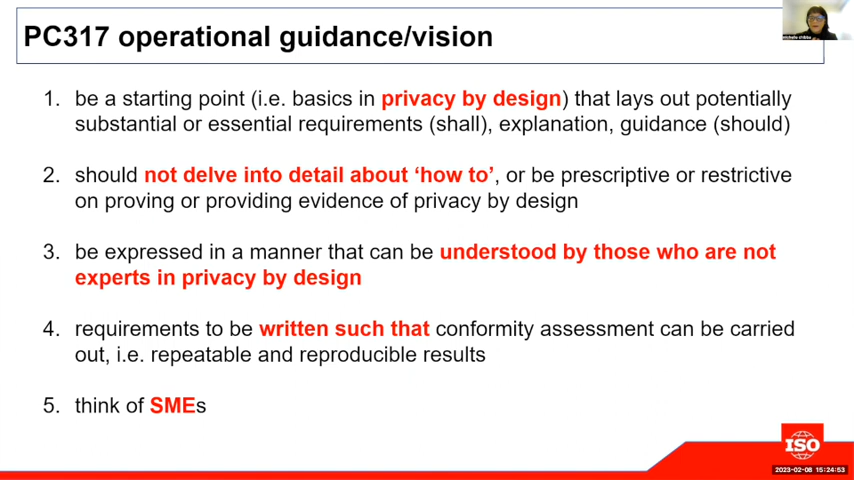 PC317 operational guidance/vision
1. be a starting point (i.e. basics in privacy by design) that lays out potentially
substantial or essential requirements (shall), explanation, guidance (should)
2. should not delve into detail about ‘how to’, or be prescriptive or restrictive
on proving or providing evidence of privacy by design
3. be expressed in a manner that can be understood by those who are not
experts in privacy by design
4. requirements to be written such that conformity assessment can be carried
out, i.e. repeatable and reproducible results
5. think of SMEs
ISO
2023-02-08 15:24:53